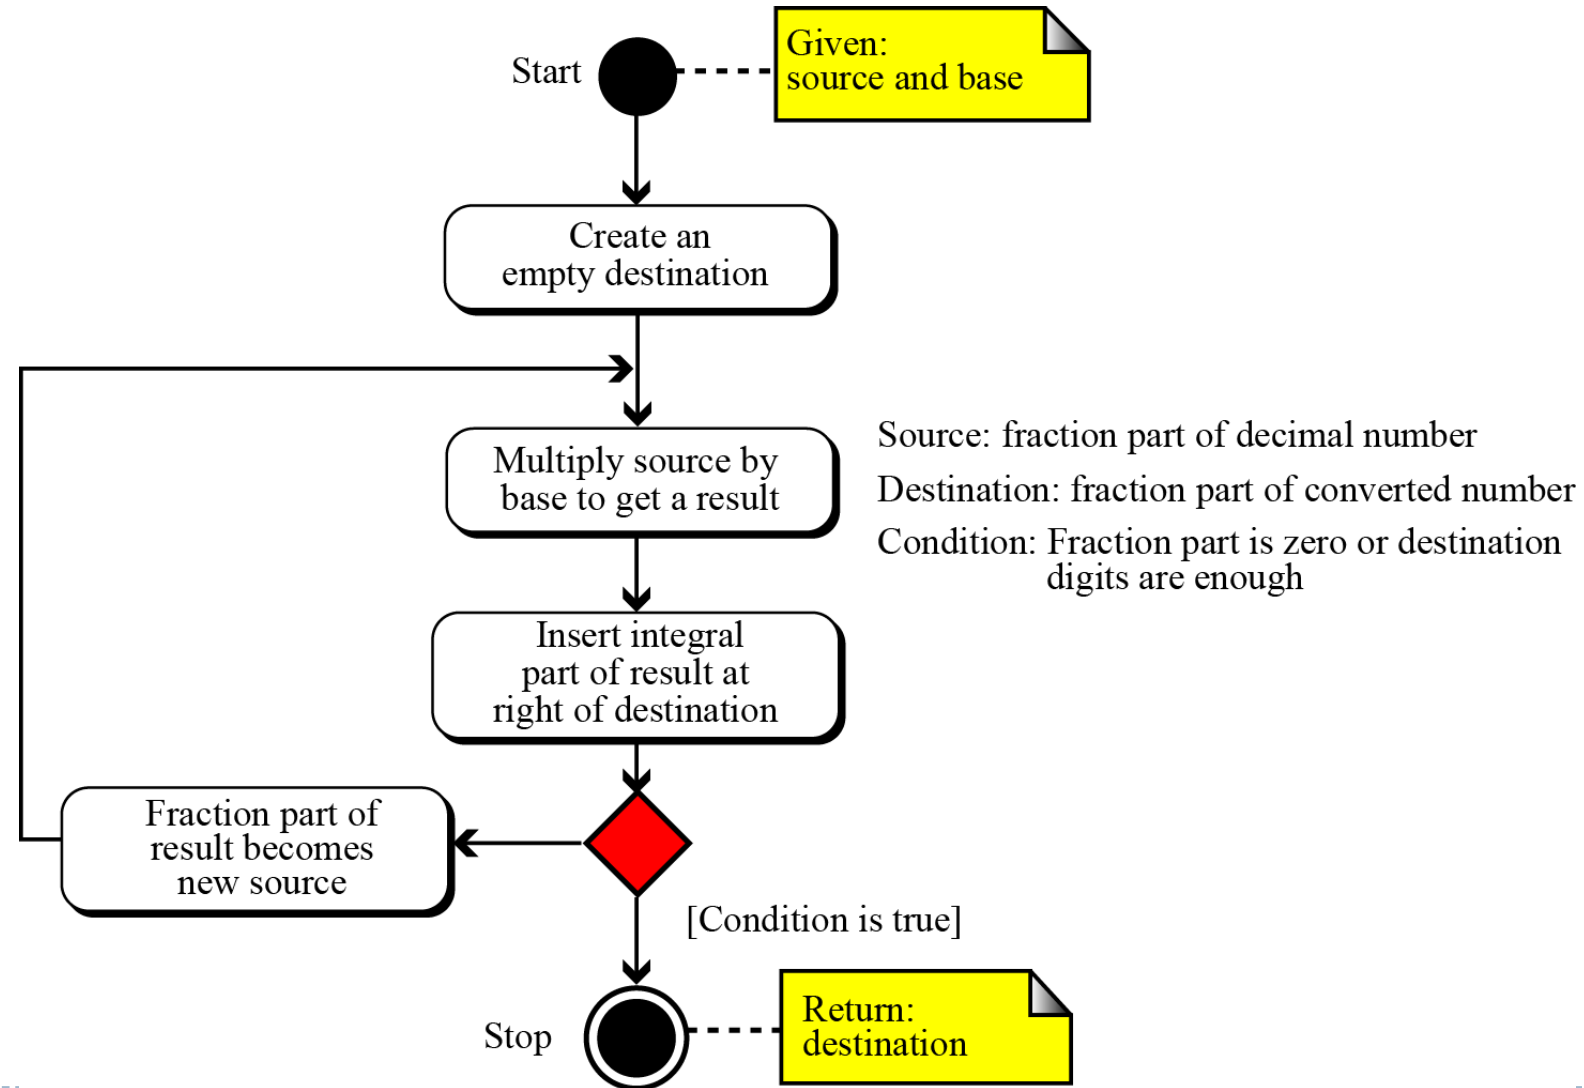 Start
Given:
source and base
Create an
empty destination
Multiply source by
base to get a result
Source: fraction part of decimal number
Destination: fraction part of converted number
Condition: Fraction part is zero or destination
digits are enough
Insert integral
part of result at
right of destination
Fraction part of
result becomes
new source
[Condition is true]
Stop
Return:
destination